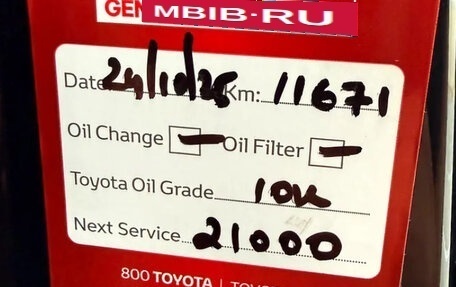 GEN MBIB-RU
Date 24/10/25 Km: 11671
Oil Change Oil Filter
Toyota Oil Grade 10K
Next Service 21000
800 TOYOTA |